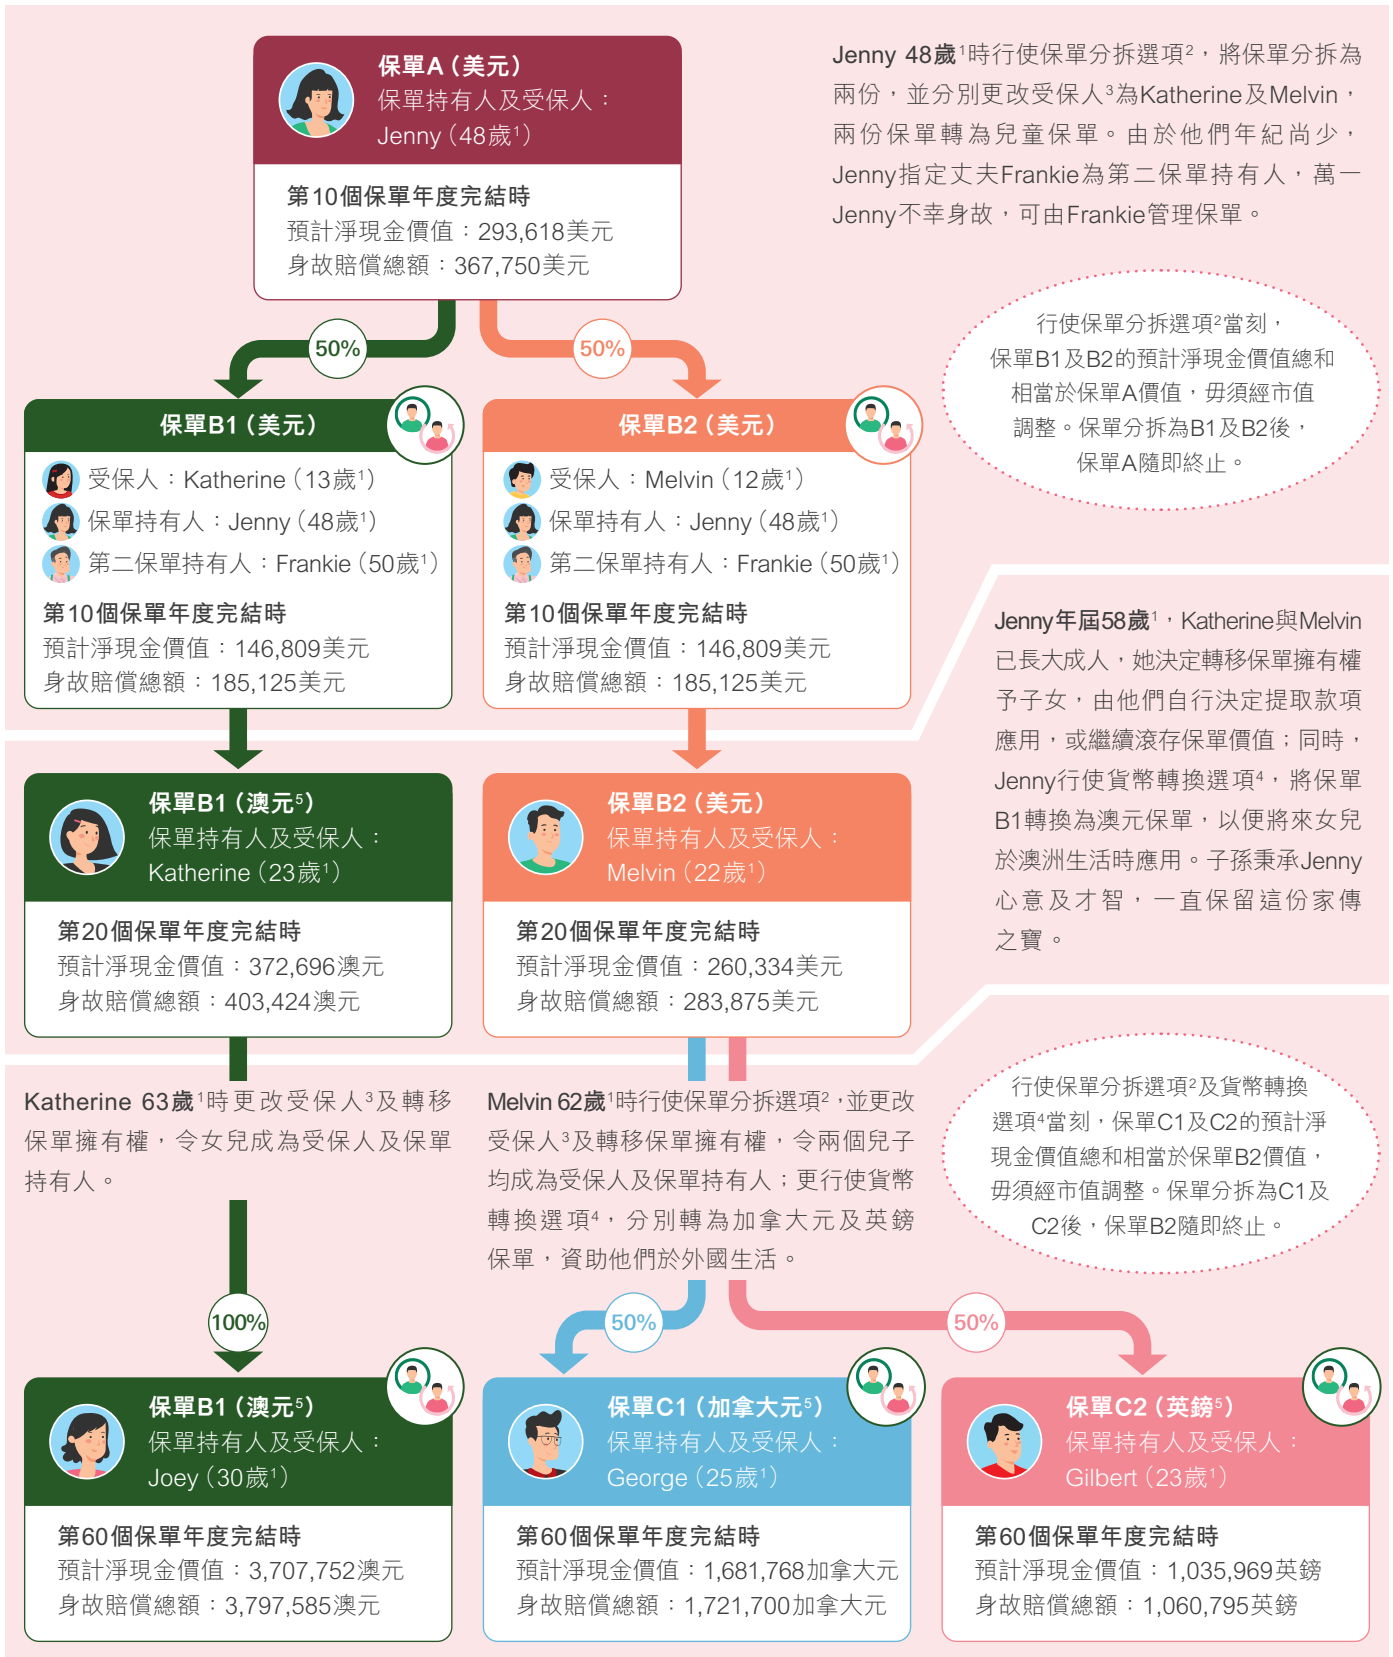 保單A（美元）
保單持有人及受保人：
Jenny（48歲¹）
第10個保單年度完結時
預計淨現金價值：293,618美元
身故賠償總額：367,750美元
Jenny 48歲¹時行使保單分拆選項²，將保單分拆為
兩份，並分別更改受保人³為Katherine及Melvin，
兩份保單轉為兒童保單。由於他們年紀尚少，
Jenny指定丈夫Frankie為第二保單持有人，萬一
Jenny不幸身故，可由Frankie管理保單。
50%
50%
行使保單分拆選項²當刻，
保單B1及B2的預計淨現金價值總和
相當於保單A價值，毋須經市值
調整。保單分拆為B1及B2後，
保單A隨即終止。
保單B1（美元）
受保人：Katherine（13歲¹）
保單持有人：Jenny（48歲¹）
第二保單持有人：Frankie（50歲¹）
第10個保單年度完結時
預計淨現金價值：146,809美元
身故賠償總額：185,125美元
保單B2（美元）
受保人：Melvin（12歲¹）
保單持有人：Jenny（48歲¹）
第二保單持有人：Frankie（50歲¹）
第10個保單年度完結時
預計淨現金價值：146,809美元
身故賠償總額：185,125美元
Jenny年屆58歲¹，Katherine與Melvin
已長大成人，她決定轉移保單擁有權
予子女，由他們自行決定提取款項
應用，或繼續滾存保單價值；同時，
Jenny行使貨幣轉換選項⁴，將保單
B1轉換為澳元保單，以便將來女兒
於澳洲生活時應用。子孫秉承Jenny
心意及才智，一直保留這份家傳
之寶。
保單B1（澳元⁵）
保單持有人及受保人：
Katherine（23歲¹）
第20個保單年度完結時
預計淨現金價值：372,696澳元
身故賠償總額：403,424澳元
保單B2（美元）
保單持有人及受保人：
Melvin（22歲¹）
第20個保單年度完結時
預計淨現金價值：260,334美元
身故賠償總額：283,875美元
Katherine 63歲¹時更改受保人³及轉移
保單擁有權，令女兒成為受保人及保單
持有人。
Melvin 62歲¹時行使保單分拆選項²，並更改
受保人³及轉移保單擁有權，令兩個兒子
均成為受保人及保單持有人；更行使貨幣
轉換選項⁴，分別轉為加拿大元及英鎊
保單，資助他們於外國生活。
行使保單分拆選項²及貨幣轉換
選項⁴當刻，保單C1及C2的預計淨
現金價值總和相當於保單B2價值，
毋須經市值調整。保單分拆為C1及
C2後，保單B2隨即終止。
100%
50%
50%
保單B1（澳元⁵）
保單持有人及受保人：
Joey（30歲¹）
第60個保單年度完結時
預計淨現金價值：3,707,752澳元
身故賠償總額：3,797,585澳元
保單C1（加拿大元⁵）
保單持有人及受保人：
George（25歲¹）
第60個保單年度完結時
預計淨現金價值：1,681,768加拿大元
身故賠償總額：1,721,700加拿大元
保單C2（英鎊⁵）
保單持有人及受保人：
Gilbert（23歲¹）
第60個保單年度完結時
預計淨現金價值：1,035,969英鎊
身故賠償總額：1,060,795英鎊